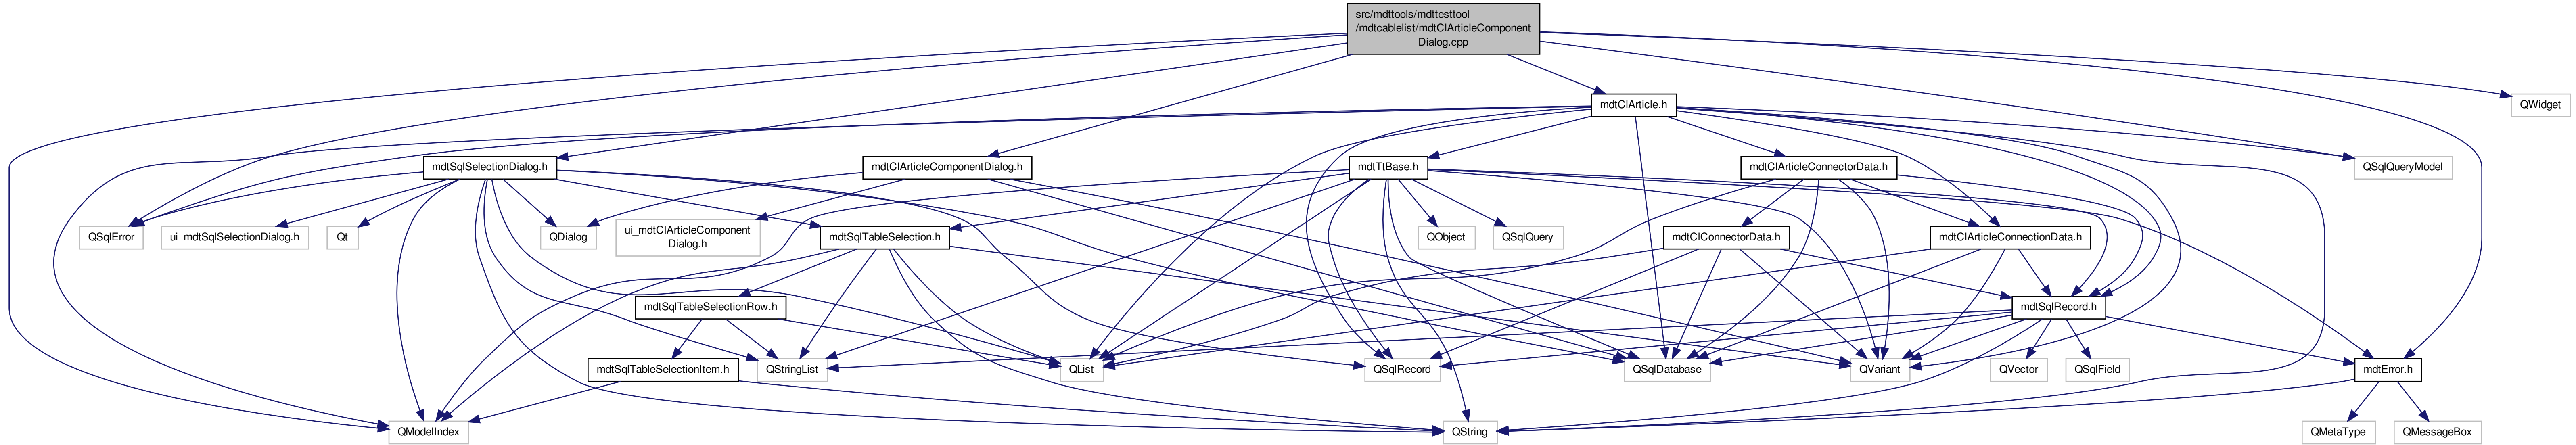 src/mdttools/mdttesttool
/mdtcablelist/mdtClArticleComponent
Dialog.cpp
mdtClArticle.h
QWidget
mdtSqlSelectionDialog.h
mdtClArticleComponentDialog.h
mdtTtBase.h
mdtClArticleConnectorData.h
QSqlQueryModel
QSqlError
ui_mdtSqlSelectionDialog.h
Qt
QDialog
ui_mdtClArticleComponent
Dialog.h
mdtSqlTableSelection.h
QObject
QSqlQuery
mdtClConnectorData.h
mdtClArticleConnectionData.h
mdtSqlTableSelectionRow.h
mdtSqlRecord.h
mdtSqlTableSelectionItem.h
QStringList
QList
QSqlRecord
QSqlDatabase
QVariant
QVector
QSqlField
mdtError.h
QModelIndex
QString
QMetaType
QMessageBox